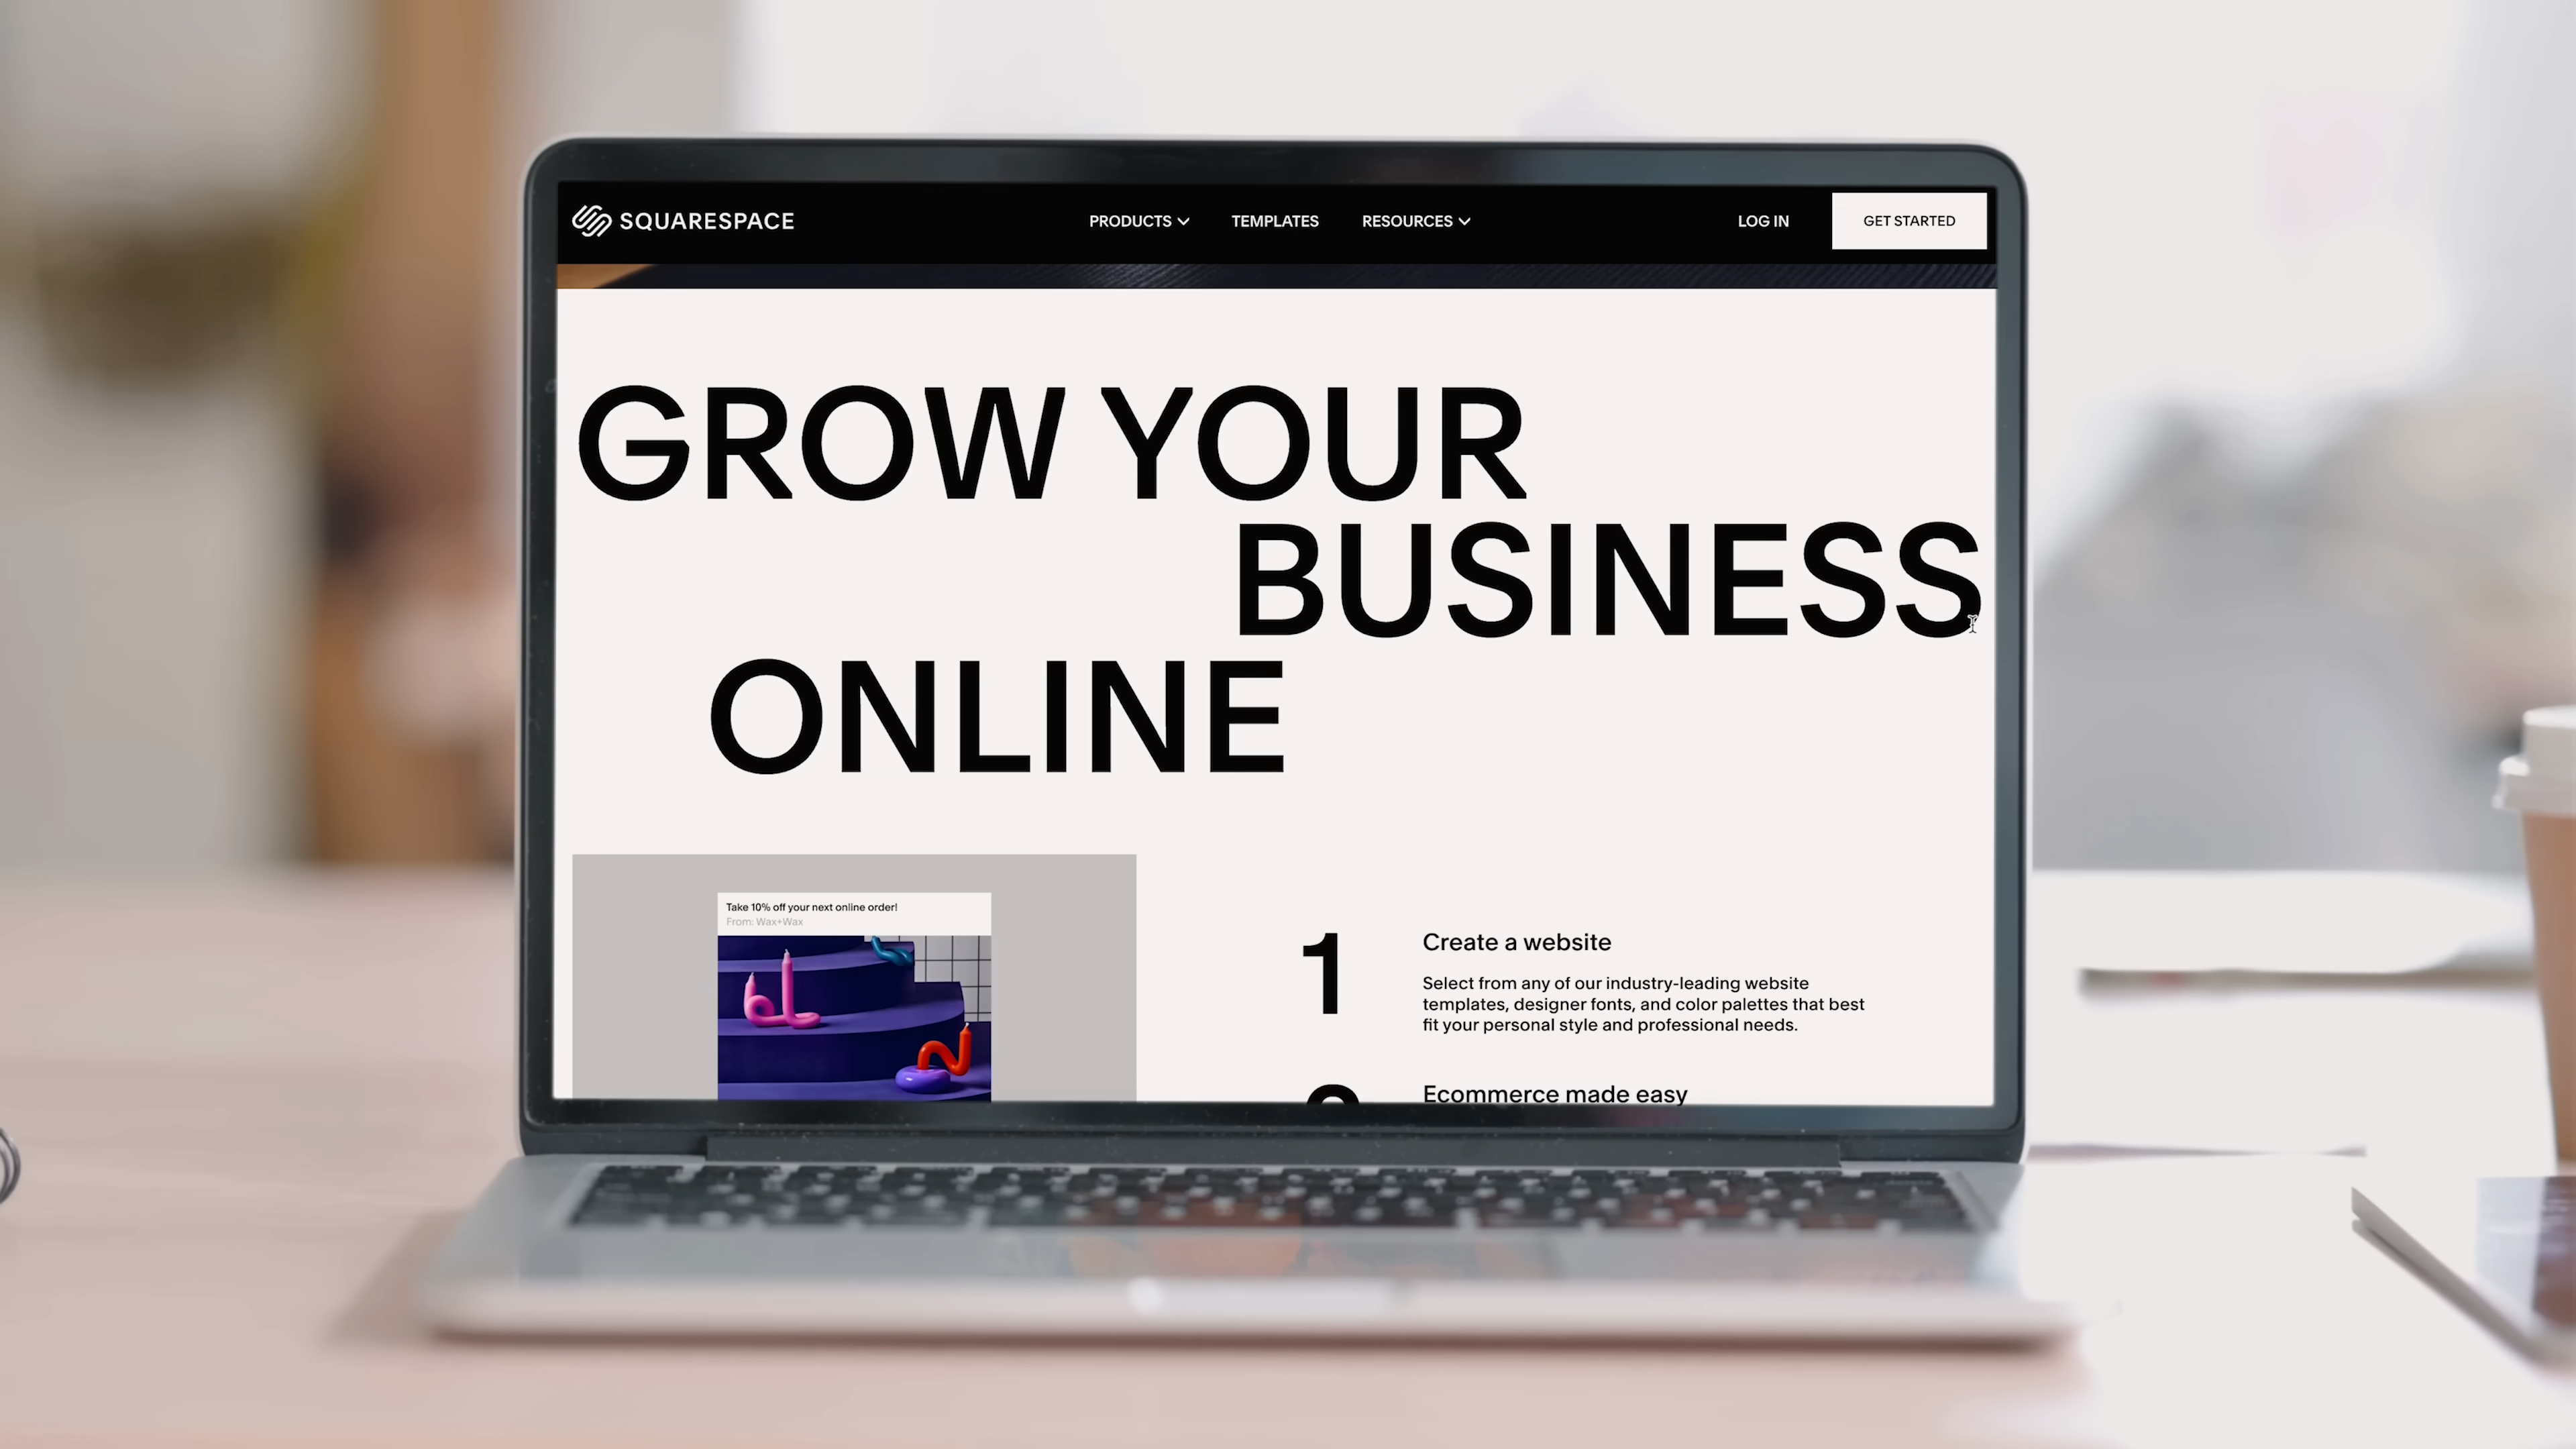 SQUARESPACE
PRODUCTS
TEMPLATES
RESOURCES
LOG IN
GET STARTED
GROW YOUR
BUSINESS
ONLINE
Take 10% off your next online order!
From: Wax+Wax
1
Create a website
Select from any of our industry-leading website
templates, designer fonts, and color palettes that best
fit your personal style and professional needs.
Ecommerce made easy